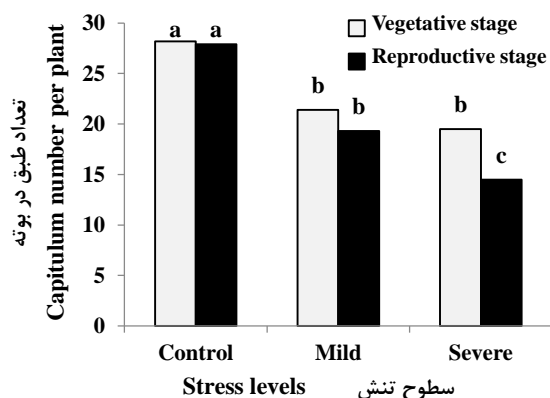 30
25
20
15
10
5
0
تعداد طبق در بوته
Capitulum number per plant
Vegetative stage
Reproductive stage
a a
b b
b c
Control Mild Severe
Stress levels سطوح تنش